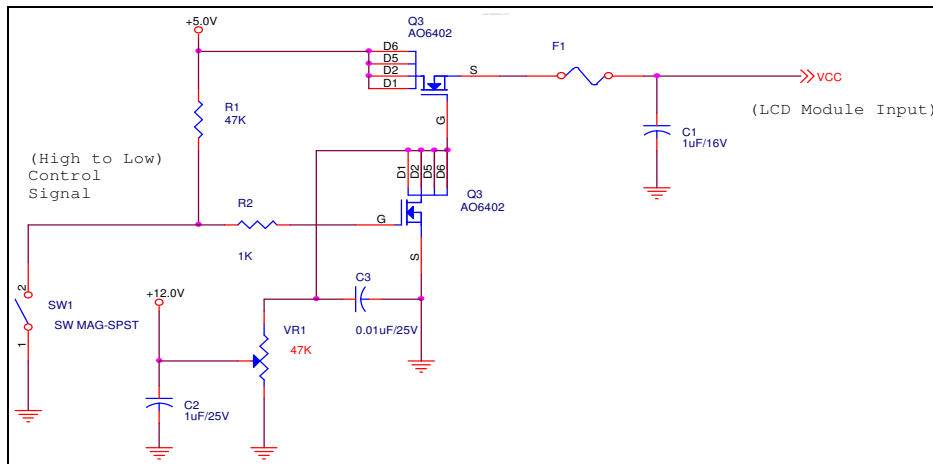 +5.0V
Q3
AO6402
D6
D5
D2
D1
S
G
F1
VCC
(LCD Module Input)
C1
1uF/16V
R1
47K
(High to Low)
Control
Signal
D1
D2
D5
D6
Q3
AO6402
R2
1K
G
S
2
SW1
SW MAG-SPST
1
+12.0V
C3
0.01uF/25V
VR1
47K
C2
1uF/25V